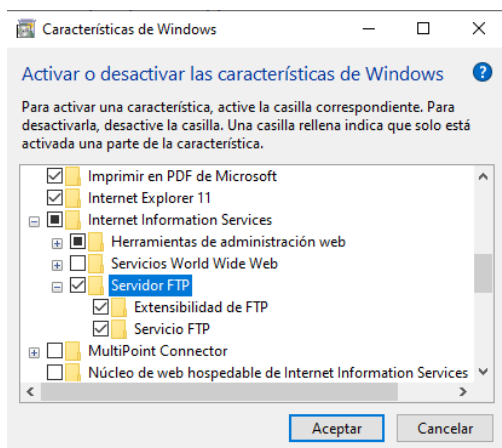 Características de Windows
Activar o desactivar las características de Windows
?
Para activar una característica, active la casilla correspondiente. Para
desactivarla, desactive la casilla. Una casilla rellena indica que solo está
activada una parte de la característica.
Imprimir en PDF de Microsoft
Internet Explorer 11
Internet Information Services
Herramientas de administración web
Servicios World Wide Web
Servidor FTP
Extensibilidad de FTP
Servicio FTP
MultiPoint Connector
Núcleo de web hospedable de Internet Information Services
Aceptar
Cancelar